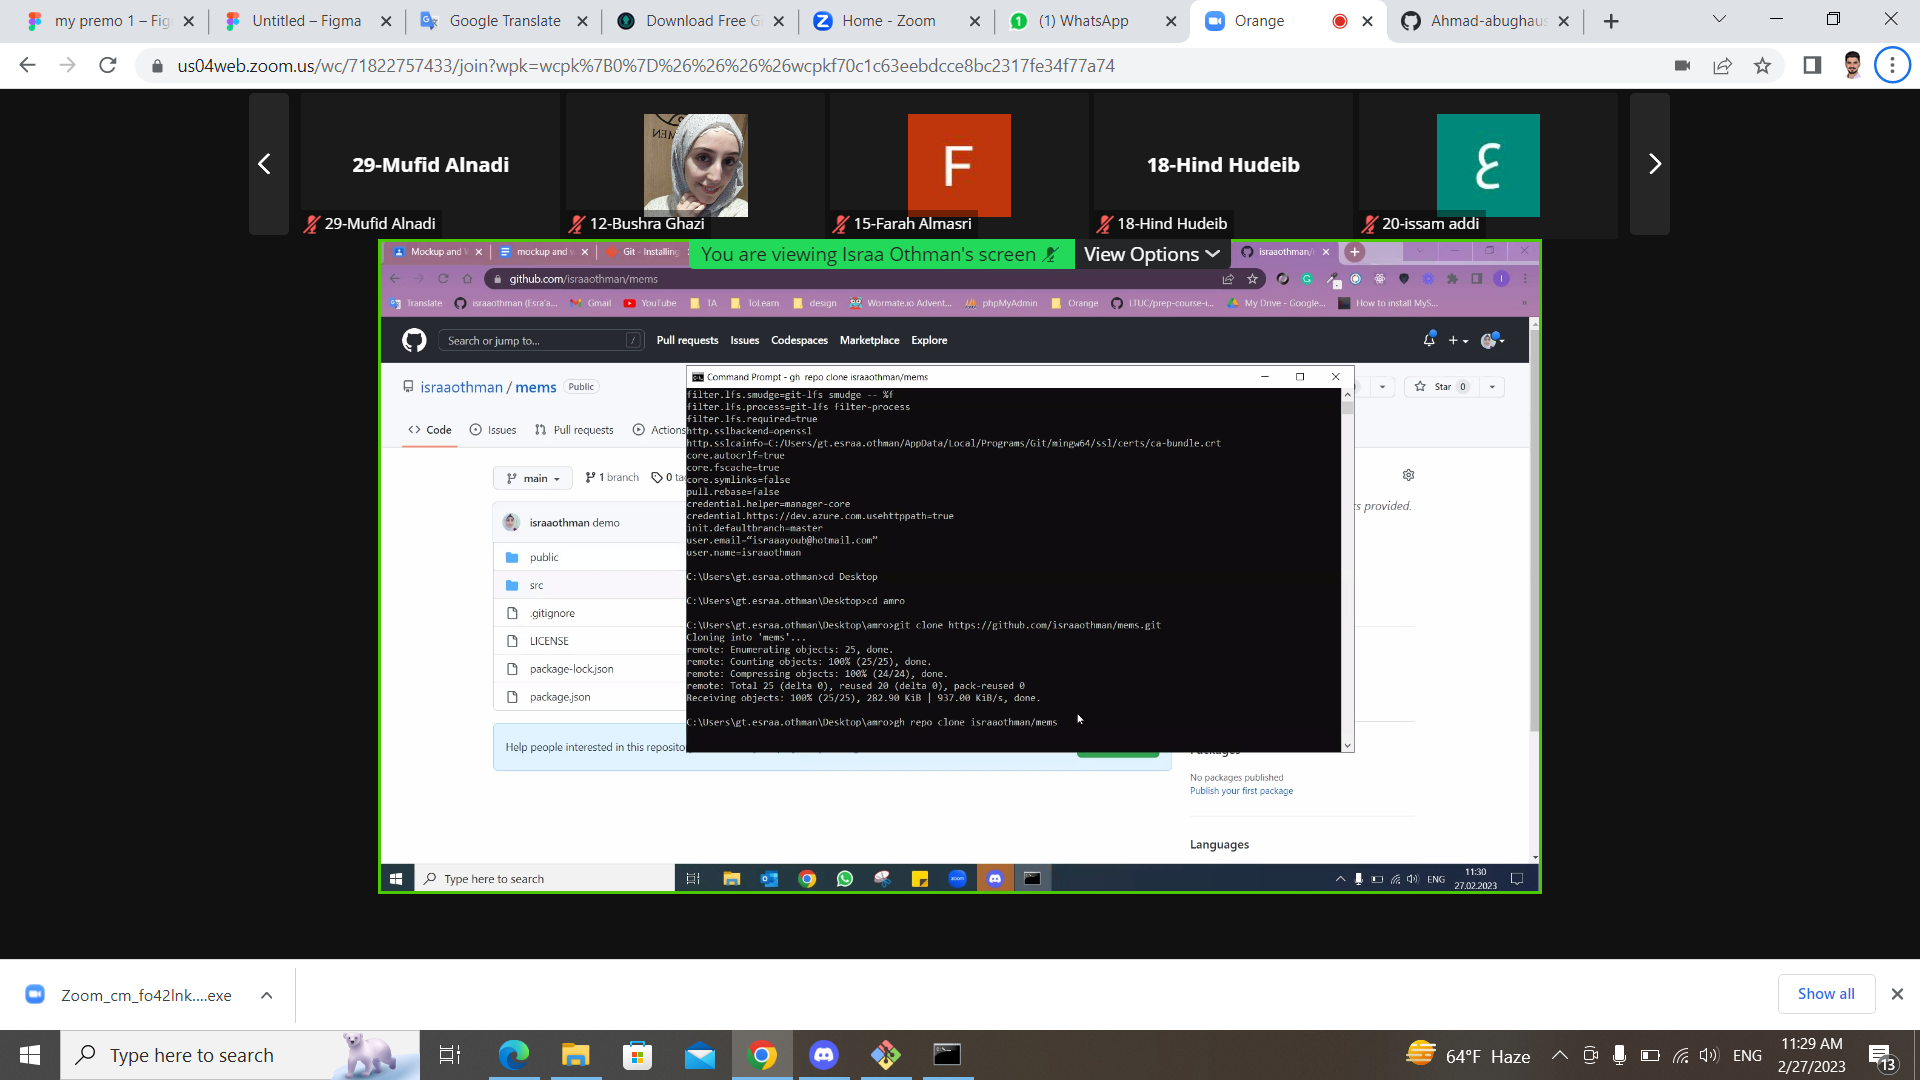 my premo 1 – Fig
Untitled – Figma
Google Translate
Download Free G
Home - Zoom
(1) WhatsApp
Orange
Ahmad-abughaus
us04web.zoom.us/wc/71822757433/join?wpk=wcpk%7B0%7D%26%26%26%26wcpkf70c1c63eebdcce8bc2317fe34f77a74
29-Mufid Alnadi
F
18-Hind Hudeib
ع
29-Mufid Alnadi
12-Bushra Ghazi
15-Farah Almasri
18-Hind Hudeib
20-issam addi
Mockup and
mockup and
Git - Installing
You are viewing Israa Othman's screen
View Options
israaothman/
github.com/israaothman/mems
Translate
israaothman (Esra'a...
Gmail
YouTube
TA
ToLearn
design
Wormate.io Advent...
phpMyAdmin
Orange
LTUC/prep-course-i...
My Drive - Google...
How to install MyS...
Search or jump to...
/
Pull requests
Issues
Codespaces
Marketplace
Explore
israaothman / mems
Public
Star 0
Code
Issues
Pull requests
Actions
main
1 branch
0 ta
s provided.
israaothman demo
public
src
.gitignore
LICENSE
package-lock.json
package.json
Help people interested in this reposito
Command Prompt - gh repo clone israaothman/mems
filter.lfs.smudge=git-lfs smudge -- %f
filter.lfs.process=git-lfs filter-process
filter.lfs.required=true
http.sslbackend=openssl
http.sslcainfo=C:/Users/gt.esraa.othman/AppData/Local/Programs/Git/mingw64/ssl/certs/ca-bundle.crt
core.autocrlf=true
core.fscache=true
core.symlinks=false
pull.rebase=false
credential.helper=manager-core
credential.https://dev.azure.com.usehttppath=true
init.defaultbranch=master
user.email="israaayoub@hotmail.com"
user.name=israaothman
C:\Users\gt.esraa.othman>cd Desktop
C:\Users\gt.esraa.othman\Desktop>cd amro
C:\Users\gt.esraa.othman\Desktop\amro>git clone https://github.com/israaothman/mems.git
Cloning into 'mems'...
remote: Enumerating objects: 25, done.
remote: Counting objects: 100% (25/25), done.
remote: Compressing objects: 100% (24/24), done.
remote: Total 25 (delta 0), reused 20 (delta 0), pack-reused 0
Receiving objects: 100% (25/25), 282.90 KiB | 937.00 KiB/s, done.
C:\Users\gt.esraa.othman\Desktop\amro>gh repo clone israaothman/mems
Packages
No packages published
Publish your first package
Languages
Type here to search
ENG
11:30
27.02.2023
Zoom_cm_fo42lnk....exe
Show all
Type here to search
64°F Haze
ENG
11:29 AM
2/27/2023
13